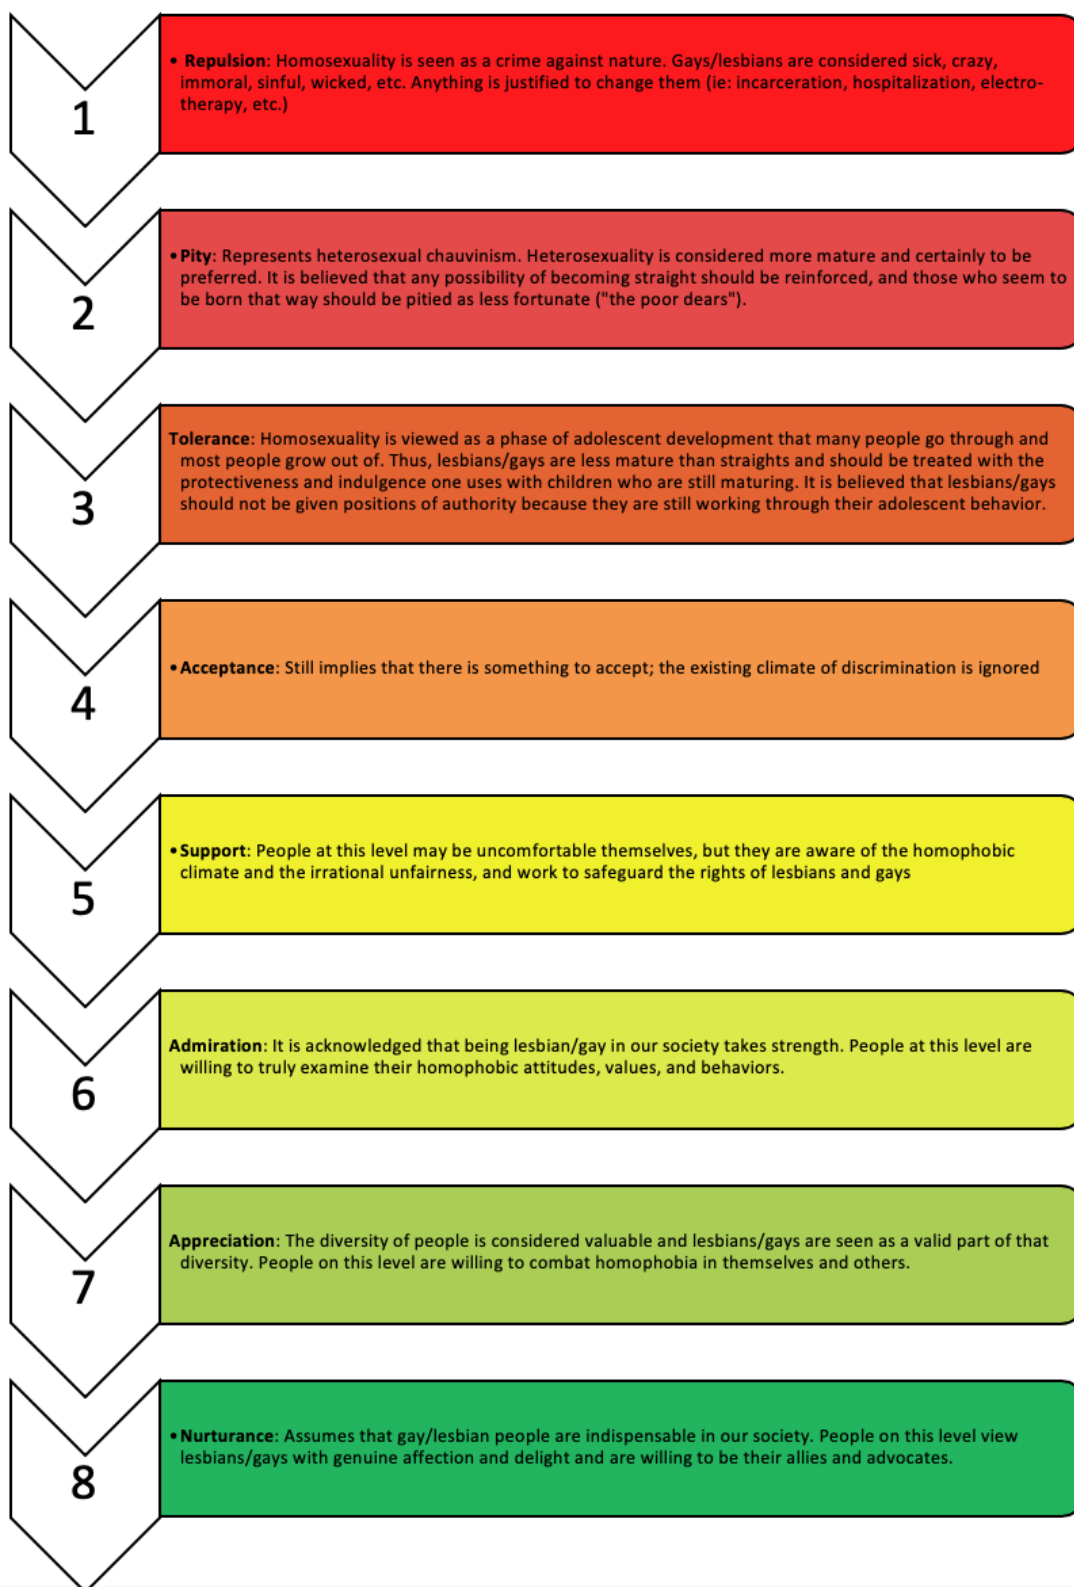 1
• Repulsion: Homosexuality is seen as a crime against nature. Gays/lesbians are considered sick, crazy,
immoral, sinful, wicked, etc. Anything is justified to change them (ie: incarceration, hospitalization, electro-
therapy, etc.)
2
• Pity: Represents heterosexual chauvinism. Heterosexuality is considered more mature and certainly to be
preferred. It is believed that any possibility of becoming straight should be reinforced, and those who seem to
be born that way should be pitied as less fortunate ("the poor dears").
3
Tolerance: Homosexuality is viewed as a phase of adolescent development that many people go through and
most people grow out of. Thus, lesbians/gays are less mature than straights and should be treated with the
protectiveness and indulgence one uses with children who are still maturing. It is believed that lesbians/gays
should not be given positions of authority because they are still working through their adolescent behavior.
4
• Acceptance: Still implies that there is something to accept; the existing climate of discrimination is ignored
5
• Support: People at this level may be uncomfortable themselves, but they are aware of the homophobic
climate and the irrational unfairness, and work to safeguard the rights of lesbians and gays
6
Admiration: It is acknowledged that being lesbian/gay in our society takes strength. People at this level are
willing to truly examine their homophobic attitudes, values, and behaviors.
7
Appreciation: The diversity of people is considered valuable and lesbians/gays are seen as a valid part of that
diversity. People on this level are willing to combat homophobia in themselves and others.
8
• Nurturance: Assumes that gay/lesbian people are indispensable in our society. People on this level view
lesbians/gays with genuine affection and delight and are willing to be their allies and advocates.